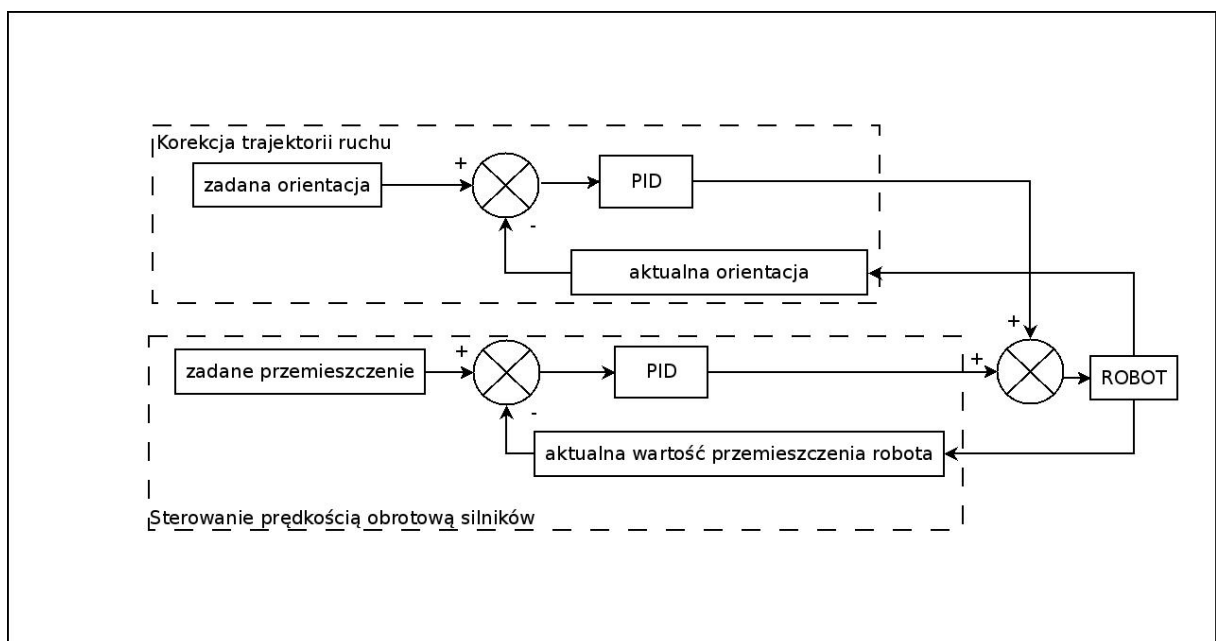 Korekcja trajektorii ruchu
zadana orientacja
+
PID
-
aktualna orientacja
+
zadane przemieszczenie
+
PID
+
ROBOT
-
aktualna wartość przemieszczenia robota
Sterowanie prędkością obrotową silników